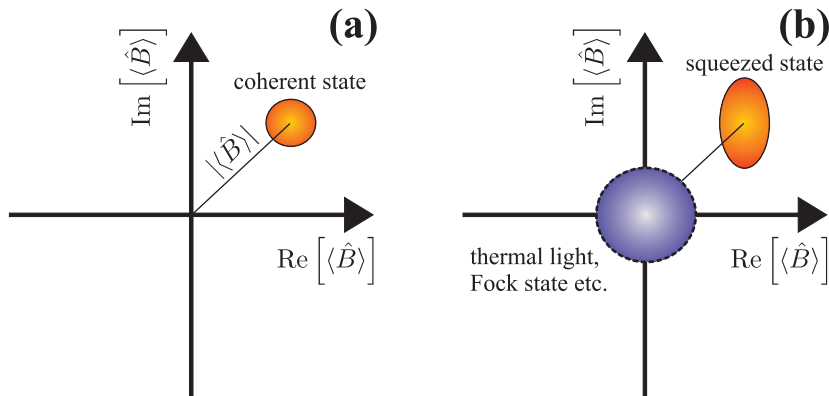 (a)
Im [⟨B̂⟩]
coherent state
|⟨B̂⟩|
Re [⟨B̂⟩]
(b)
Im [⟨B̂⟩]
squeezed state
thermal light,
Fock state etc.
Re [⟨B̂⟩]